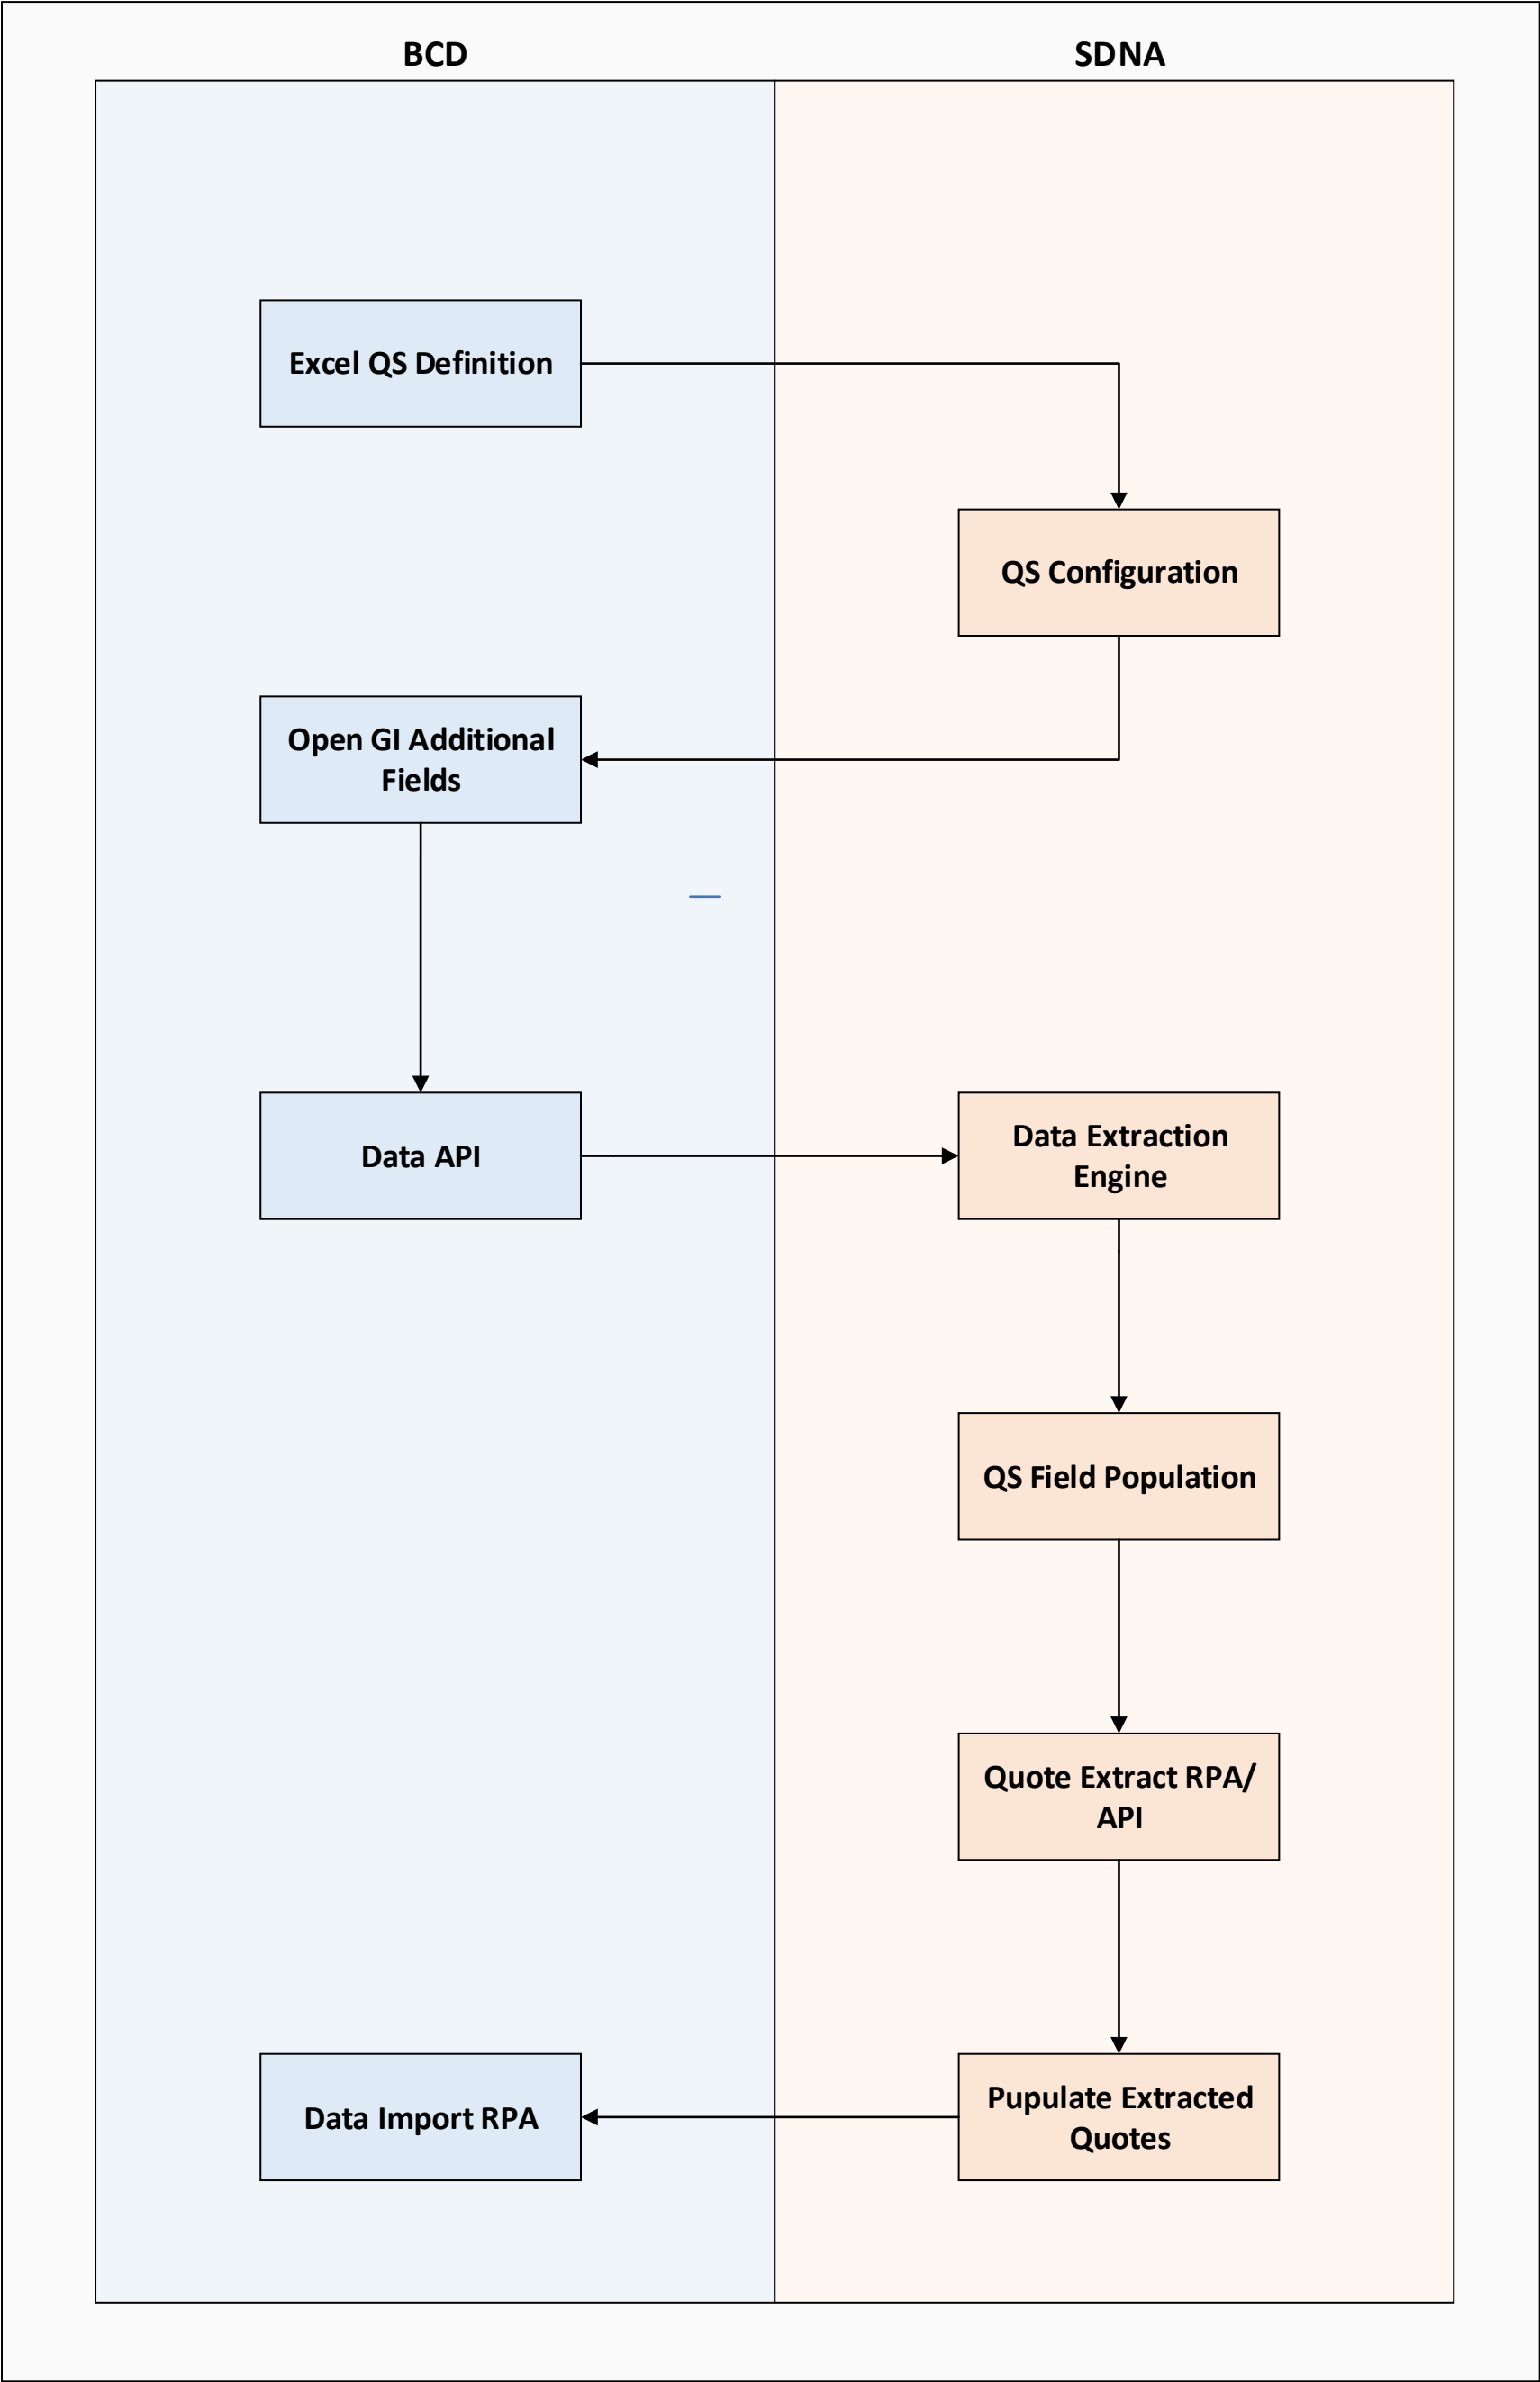 BCD
SDNA
Excel QS Definition
QS Configuration
Open GI Additional
Fields
Data API
Data Extraction
Engine
QS Field Population
Quote Extract RPA/
API
Data Import RPA
Pupulate Extracted
Quotes